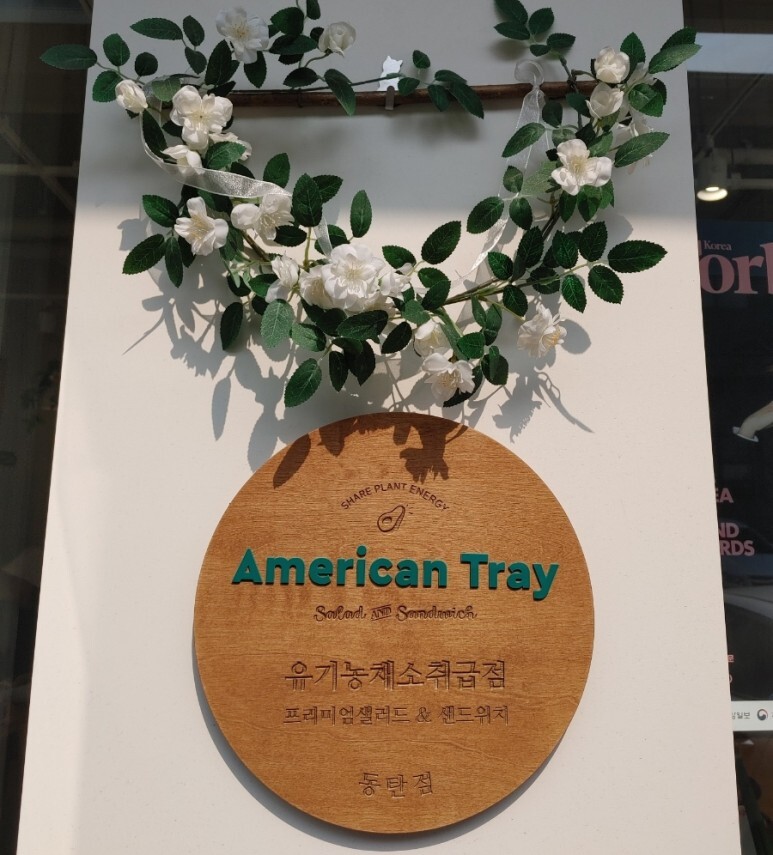 SHARE PLANT ENERGY
American Tray
Salad AND Sandwich
유기농채소취급점
프리미엄샐러드 & 샌드위치
동탄점
Korea